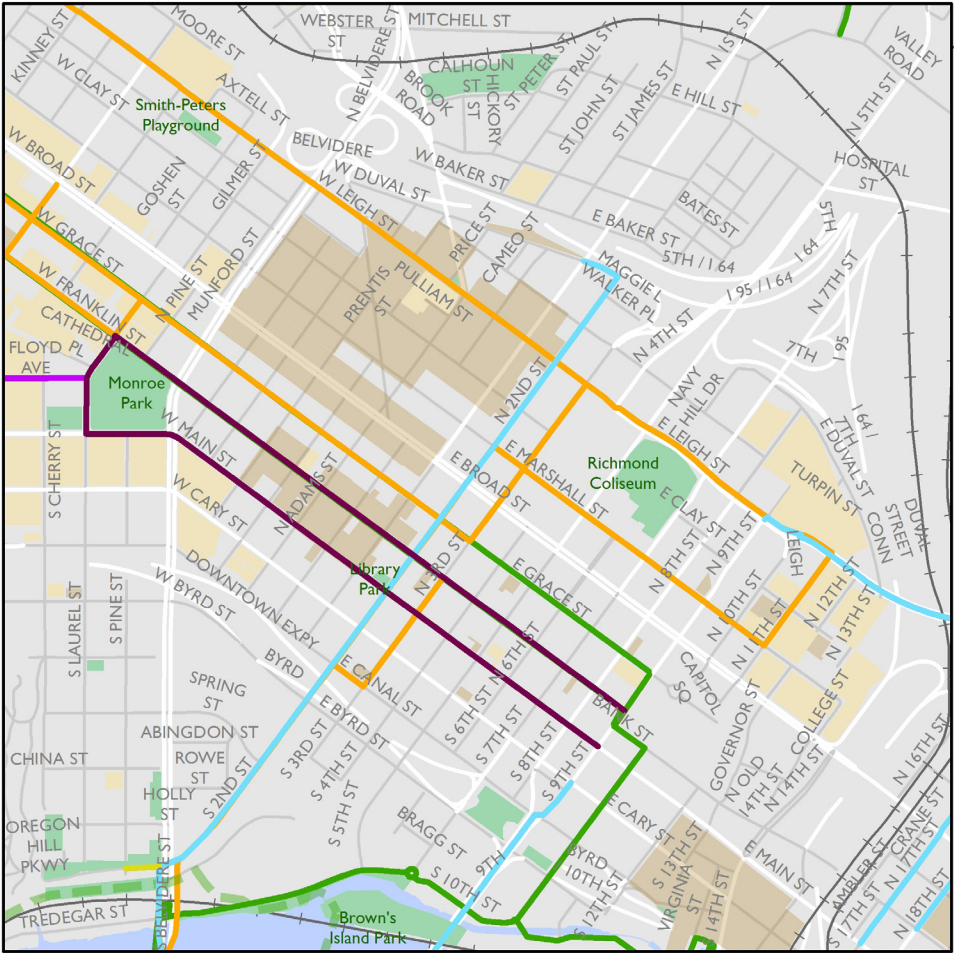 WEBSTER
ST
MITCHELL ST
KINNEY ST
MOORE ST
N BELVIDERE ST
ST PAUL ST
N 1ST ST
VALLEY
ROAD
W CLAY ST
AXTELL ST
BROOK
ROAD
CALHOUN
ST
HICKORY
ST
ST PETER ST
ST JOHN ST
ST JAMES ST
E HILL ST
N 5TH ST
Smith-Peters
Playground
BELVIDERE
W BROAD ST
GOSHEN
ST
GILMER ST
W DUVAL ST
W BAKER ST
HOSPITAL
ST
W LEIGH ST
BATES ST
W GRACE ST
PRICE ST
CAMEO ST
E BAKER ST
5TH / I 64
5TH
I 64
N PINE ST
MUNFORD ST
W FRANKLIN ST
PRENTIS
ST
PULLIAM
ST
MAGGIE L
WALKER PL
I 95 / I 64
N 7TH ST
CATHEDRAL
PL
N 4TH ST
7TH
I 95
FLOYD
AVE
Monroe
Park
N 2ND ST
NAVY
HILL DR
I 64 /
7TH ST
E DUVAL ST
W MAIN ST
E LEIGH ST
S CHERRY ST
N ADAMS ST
E BROAD ST
E MARSHALL ST
Richmond
Coliseum
TURPIN ST
W CARY ST
E CLAY ST
N 8TH ST
N 9TH ST
LEIGH
CONN
STREET
DUVAL
DOWNTOWN EXPY
N 3RD ST
Library
Park
E GRACE ST
N 10TH ST
N 11TH ST
N 12TH ST
N 13TH ST
W BYRD ST
S LAUREL ST
S PINE ST
BYRD
E CANAL ST
N 6TH ST
CAPITOL
SQ
SPRING
ST
E BYRD ST
S 6TH ST
BANK ST
GOVERNOR ST
COLLEGE ST
ABINGDON ST
CHINA ST
ROWE
ST
S 2ND ST
S 3RD ST
S 4TH ST
S 7TH ST
S 8TH ST
S 9TH ST
N OLD
14TH ST
N 14TH ST
N 16TH ST
HOLLY
ST
S 5TH ST
E CARY ST
OREGON
HILL
PKWY
BRAGG ST
9TH
BYRD
10TH
E MAIN ST
AMBLER ST
CRANE ST
N 17TH ST
S BELVIDERE ST
S 10TH ST
S 12TH ST
S 13TH ST
VIRGINIA
ST
S 14TH ST
S 17TH ST
N 18TH ST
TREDEGAR ST
Brown's
Island Park